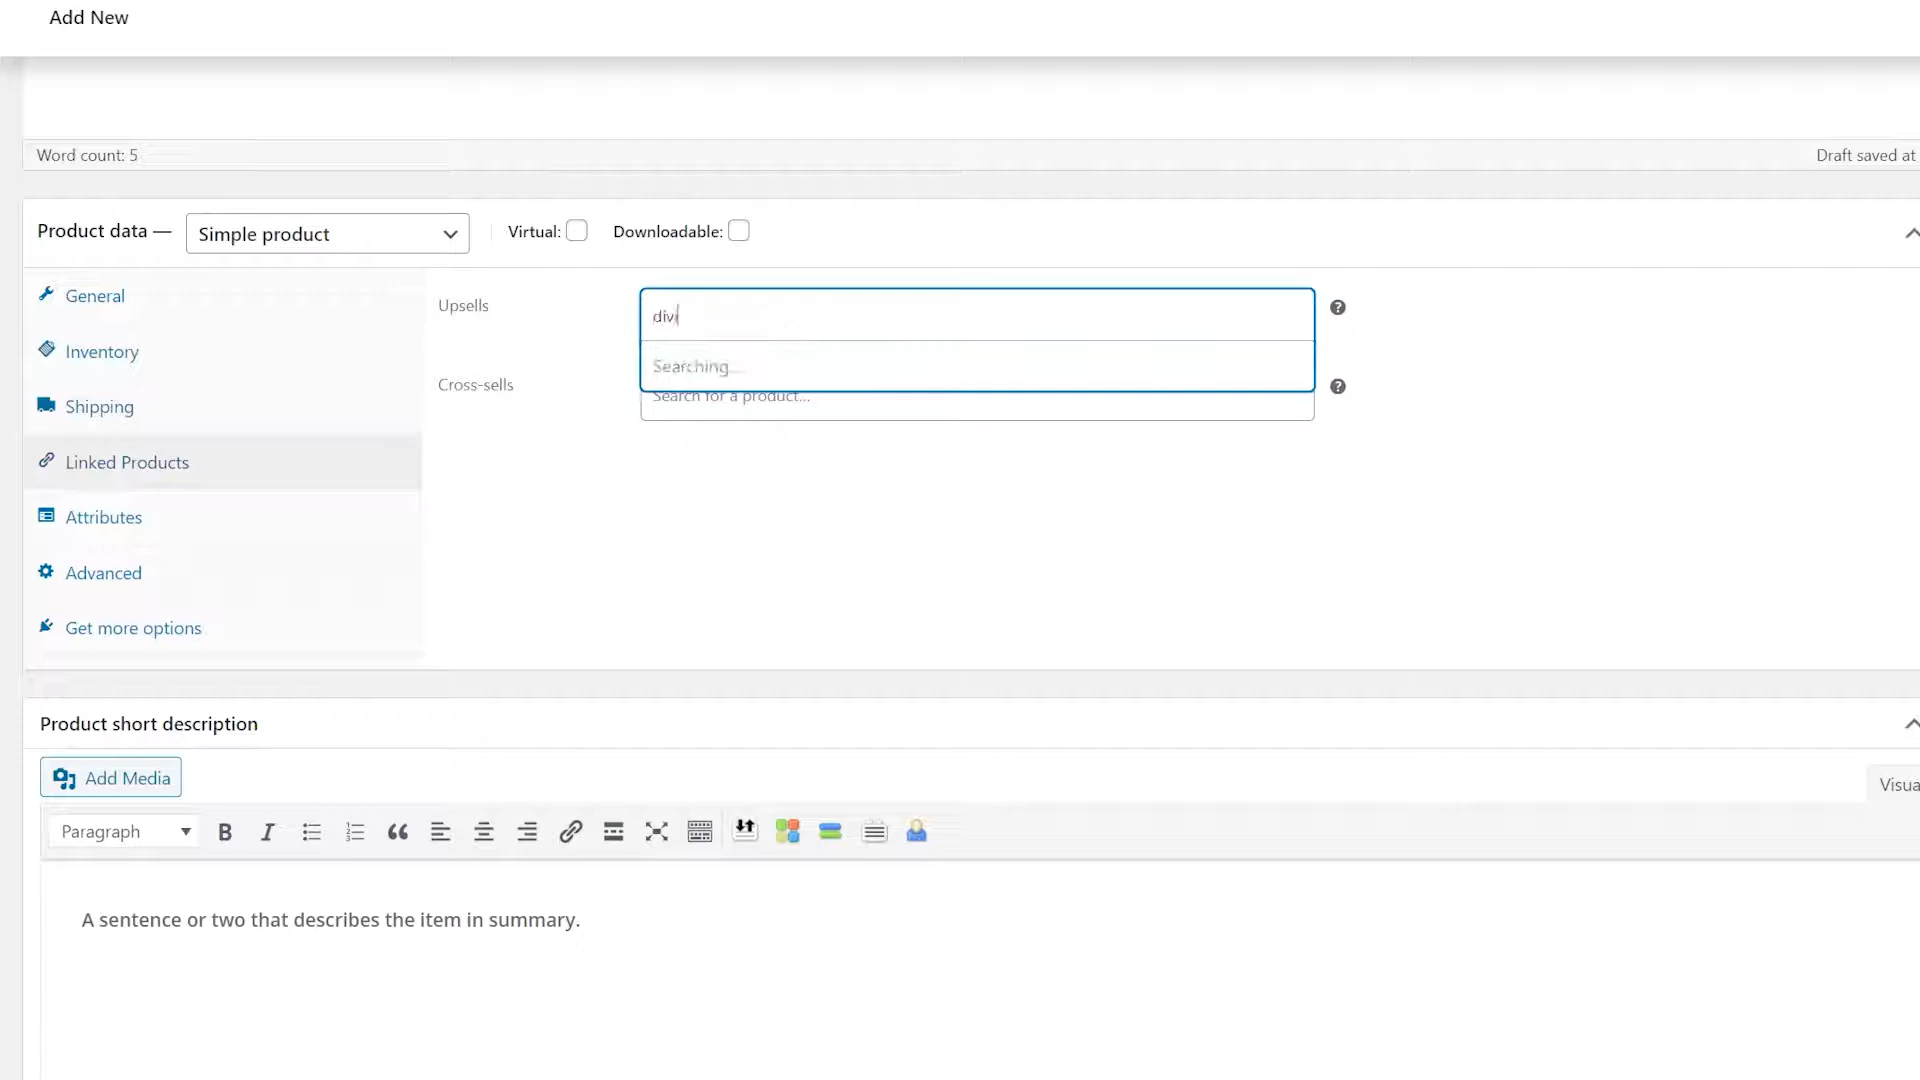 Add New
Word count: 5
Draft saved at
Product data —
Simple product
Virtual:
Downloadable:
General
Inventory
Shipping
Linked Products
Attributes
Advanced
Get more options
Upsells
Searching...
Cross-sells
Search for a product...
Product short description
Add Media
Visua
Paragraph
A sentence or two that describes the item in summary.